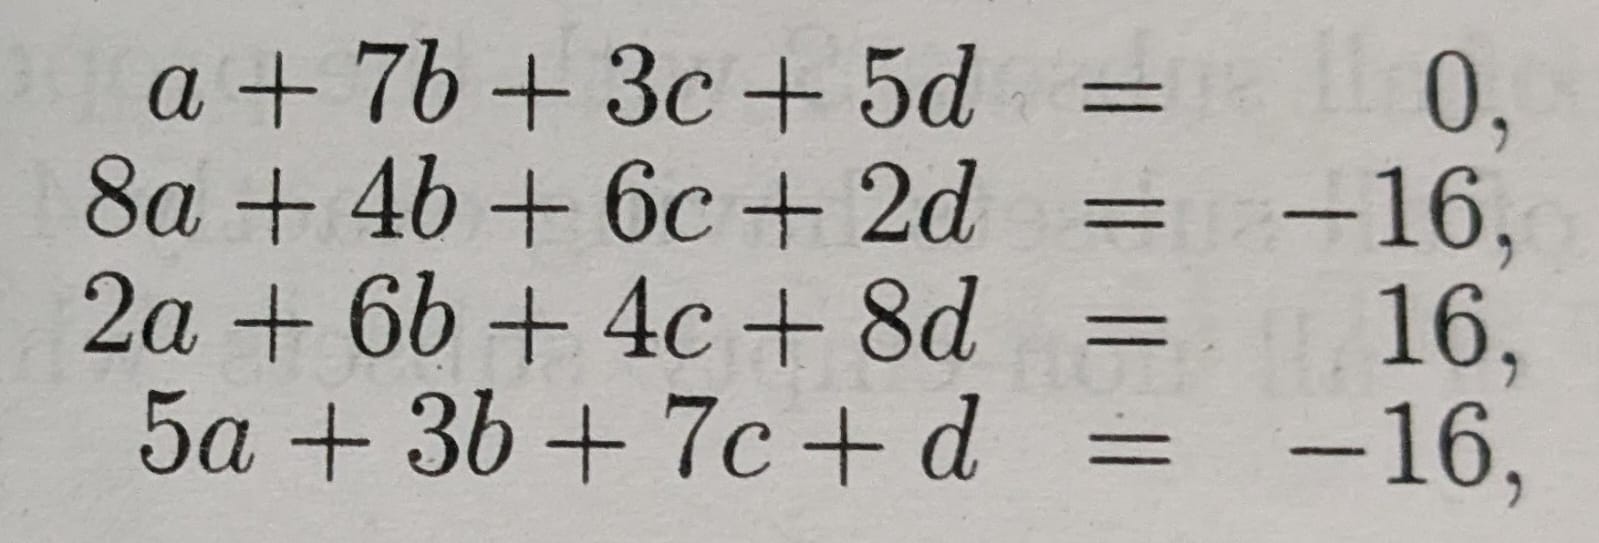 a + 7b + 3c + 5d = 0,
8a + 4b + 6c + 2d = −16,
2a + 6b + 4c + 8d = 16,
5a + 3b + 7c + d = −16,